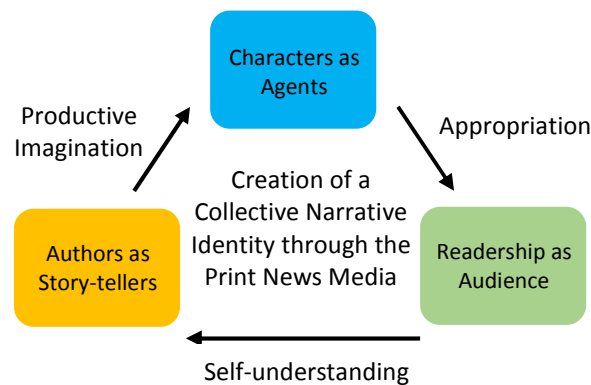 Characters as
Agents
Productive
Imagination
Appropriation
Creation of a
Collective Narrative
Identity through the
Print News Media
Authors as
Story-tellers
Readership as
Audience
Self-understanding